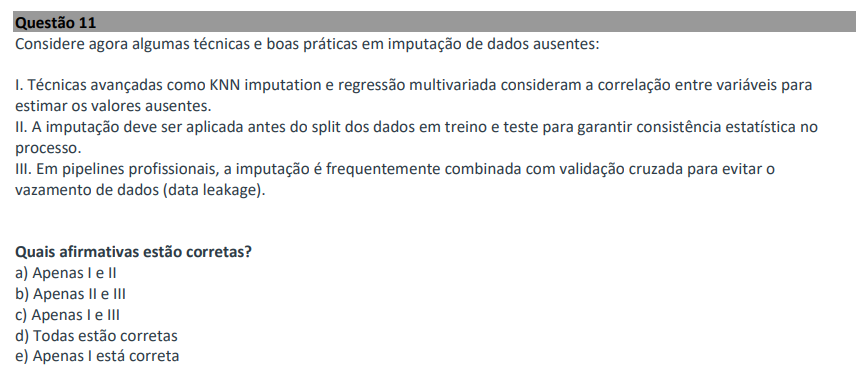 Questão 11
Considere agora algumas técnicas e boas práticas em imputação de dados ausentes:
I. Técnicas avançadas como KNN imputation e regressão multivariada consideram a correlação entre variáveis para
estimar os valores ausentes.
II. A imputação deve ser aplicada antes do split dos dados em treino e teste para garantir consistência estatística no
processo.
III. Em pipelines profissionais, a imputação é frequentemente combinada com validação cruzada para evitar o
vazamento de dados (data leakage).
Quais afirmativas estão corretas?
a) Apenas I e II
b) Apenas II e III
c) Apenas I e III
d) Todas estão corretas
e) Apenas I está correta